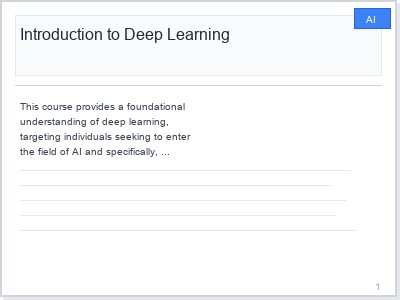 AI
Introduction to Deep Learning
This course provides a foundational
understanding of deep learning,
targeting individuals seeking to enter
the field of AI and specifically, ...
1